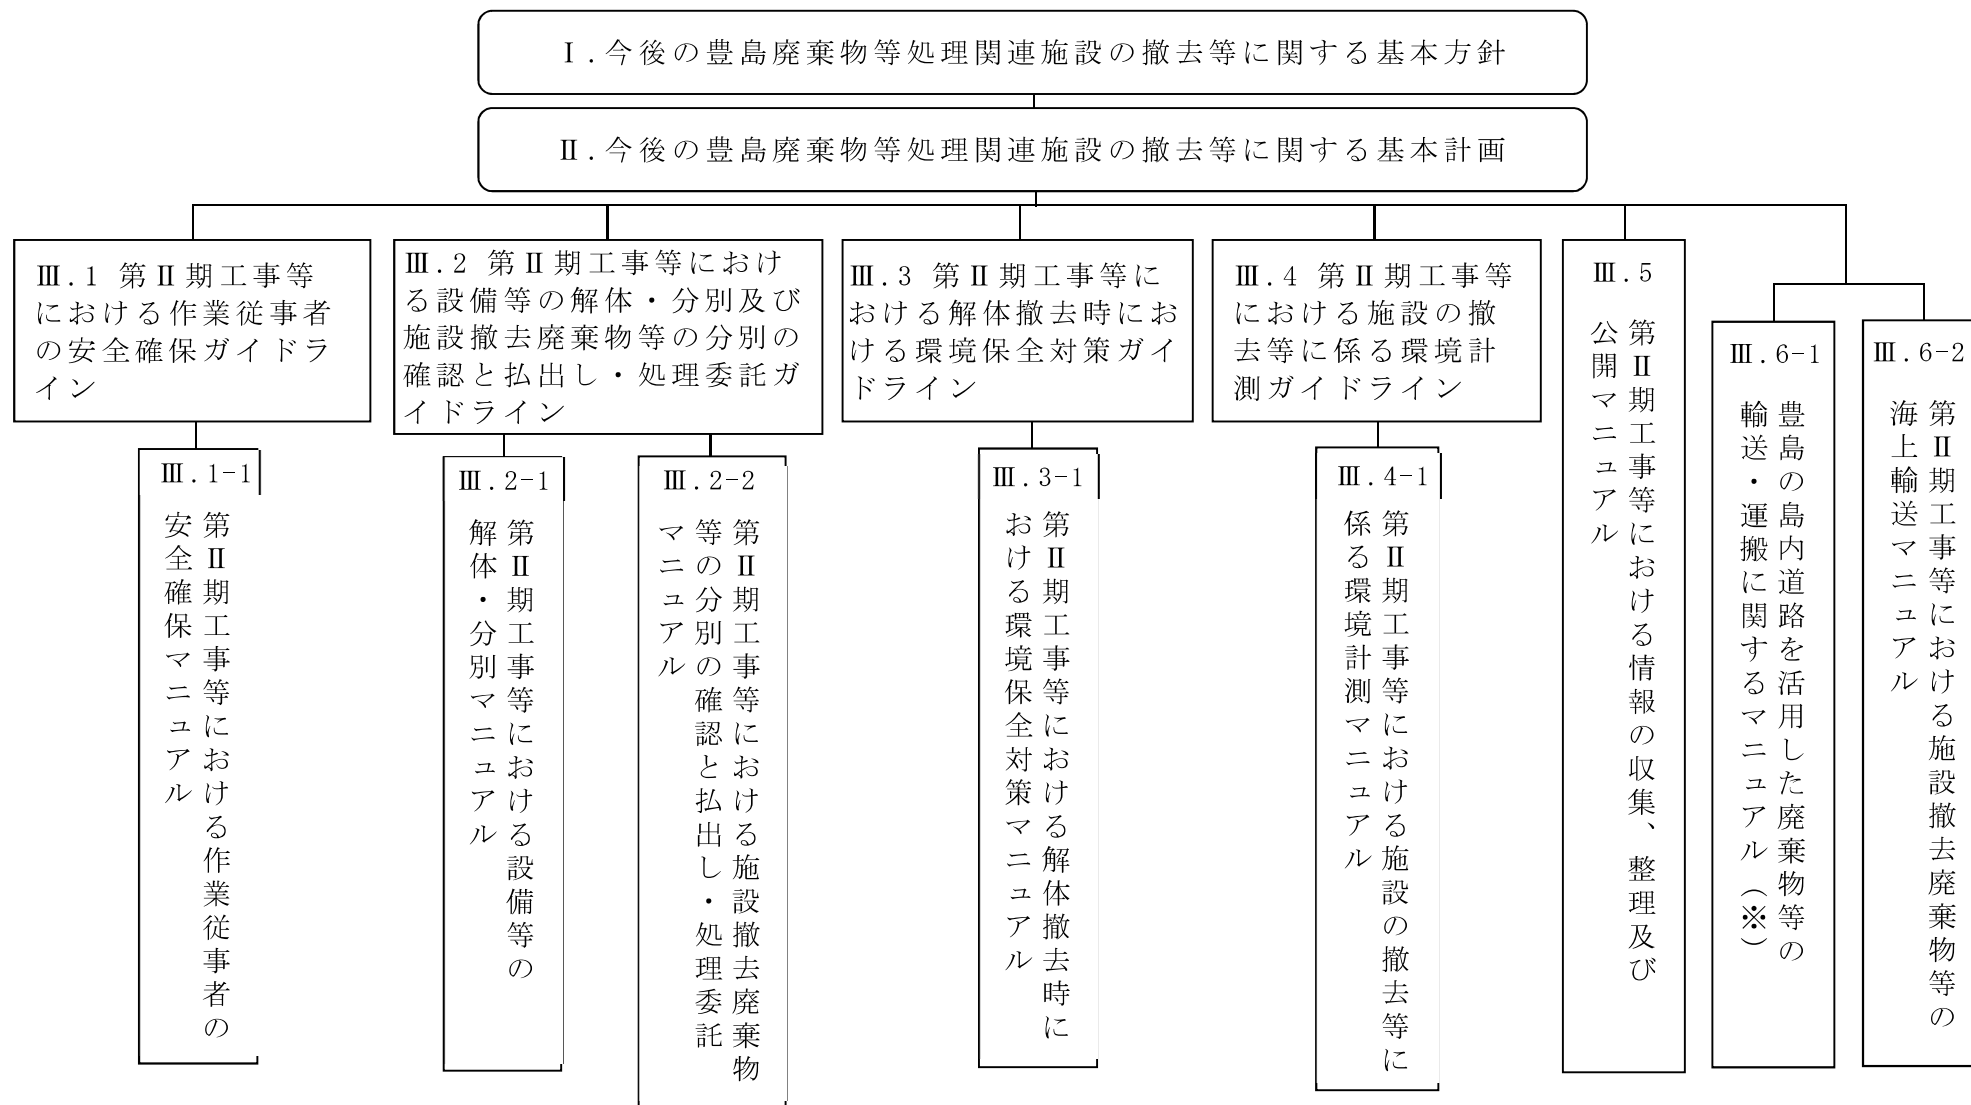 Ⅰ.今後の豊島廃棄物等処理関連施設の撤去等に関する基本方針
Ⅱ.今後の豊島廃棄物等処理関連施設の撤去等に関する基本計画
Ⅲ.1 第Ⅱ期工事等
における作業従事者
の安全確保ガイドラ
イン
Ⅲ.2 第Ⅱ期工事等におけ
る設備等の解体・分別及び
施設撤去廃棄物等の分別の
確認と払出し・処理委託ガ
イドライン
Ⅲ.3 第Ⅱ期工事等に
おける解体撤去時にお
ける環境保全対策ガイ
ドライン
Ⅲ.4 第Ⅱ期工事等
における施設の撤
去等に係る環境計
測ガイドライン
Ⅲ.5
第Ⅱ期工事等における情報の収集、整理及び
公開マニュアル
Ⅲ.6-1
豊島の島内道路を活用した廃棄物等の
輸送・運搬に関するマニュアル(※)
Ⅲ.6-2
第Ⅱ期工事等における施設撤去廃棄物等の
海上輸送マニュアル
Ⅲ.1-1
第Ⅱ期工事等における作業従事者の
安全確保マニュアル
Ⅲ.2-1
第Ⅱ期工事等における設備等の
解体・分別マニュアル
Ⅲ.2-2
第Ⅱ期工事等における施設撤去廃棄物
等の分別の確認と払出し・処理委託
マニュアル
Ⅲ.3-1
第Ⅱ期工事等における解体撤去時に
おける環境保全対策マニュアル
Ⅲ.4-1
第Ⅱ期工事等における施設の撤去等に
係る環境計測マニュアル